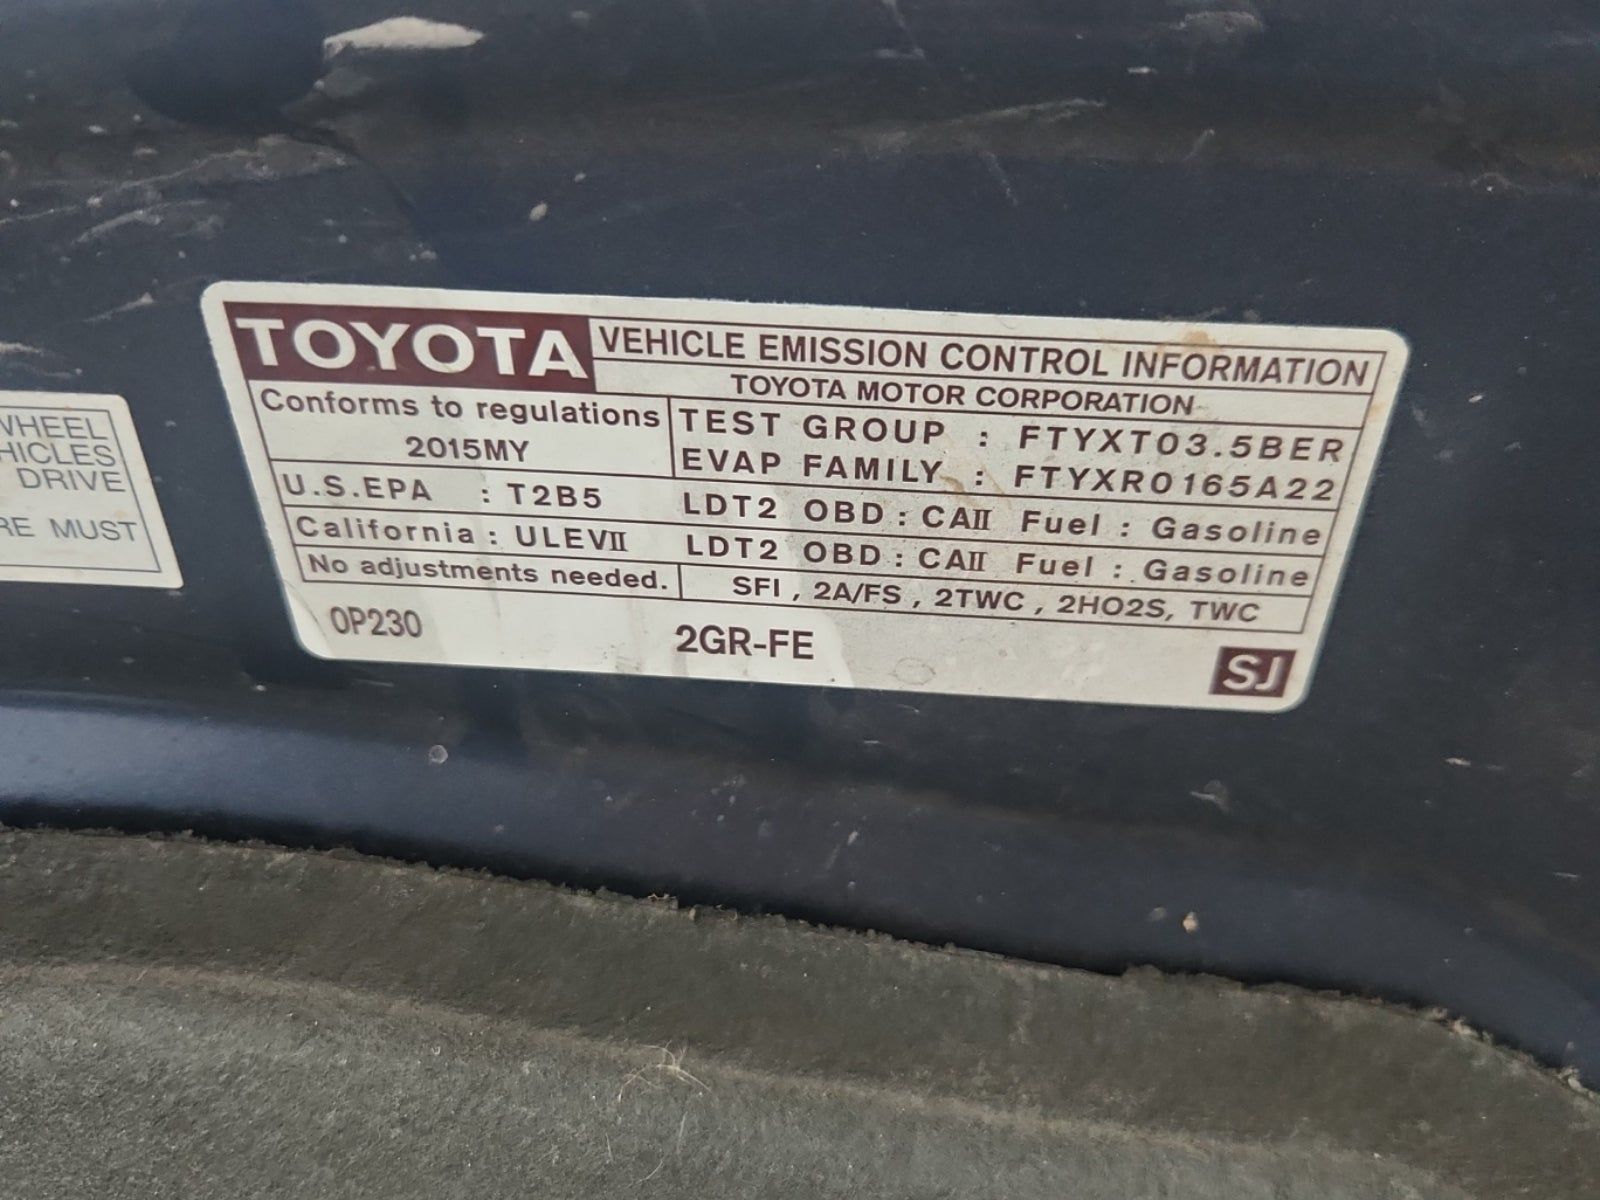 TOYOTA
VEHICLE EMISSION CONTROL INFORMATION
TOYOTA MOTOR CORPORATION
Conforms to regulations
2015MY
TEST GROUP : FTYXT03.5BER
EVAP FAMILY : FTYXR0165A22
U.S.EPA : T2B5 LDT2 OBD : CAII Fuel : Gasoline
California : ULEVII LDT2 OBD : CAII Fuel : Gasoline
No adjustments needed.
SFI , 2A/FS , 2TWC , 2HO2S, TWC
0P230
2GR-FE
SJ
WHEEL
HICLES
DRIVE
RE MUST